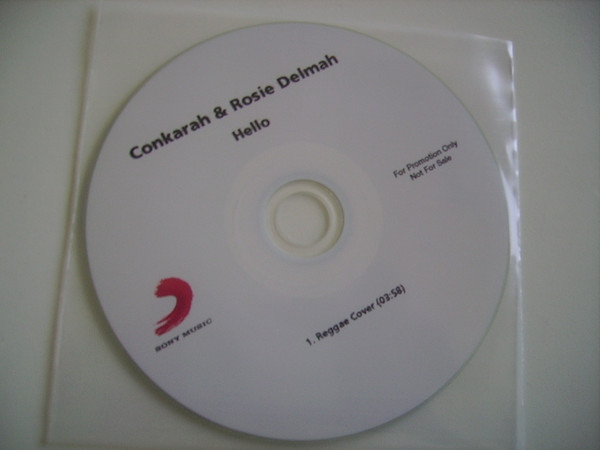 Conkarah & Rosie Delmah
Hello
For Promotion Only
Not For Sale
SONY MUSIC
1. Reggae Cover (03:58)